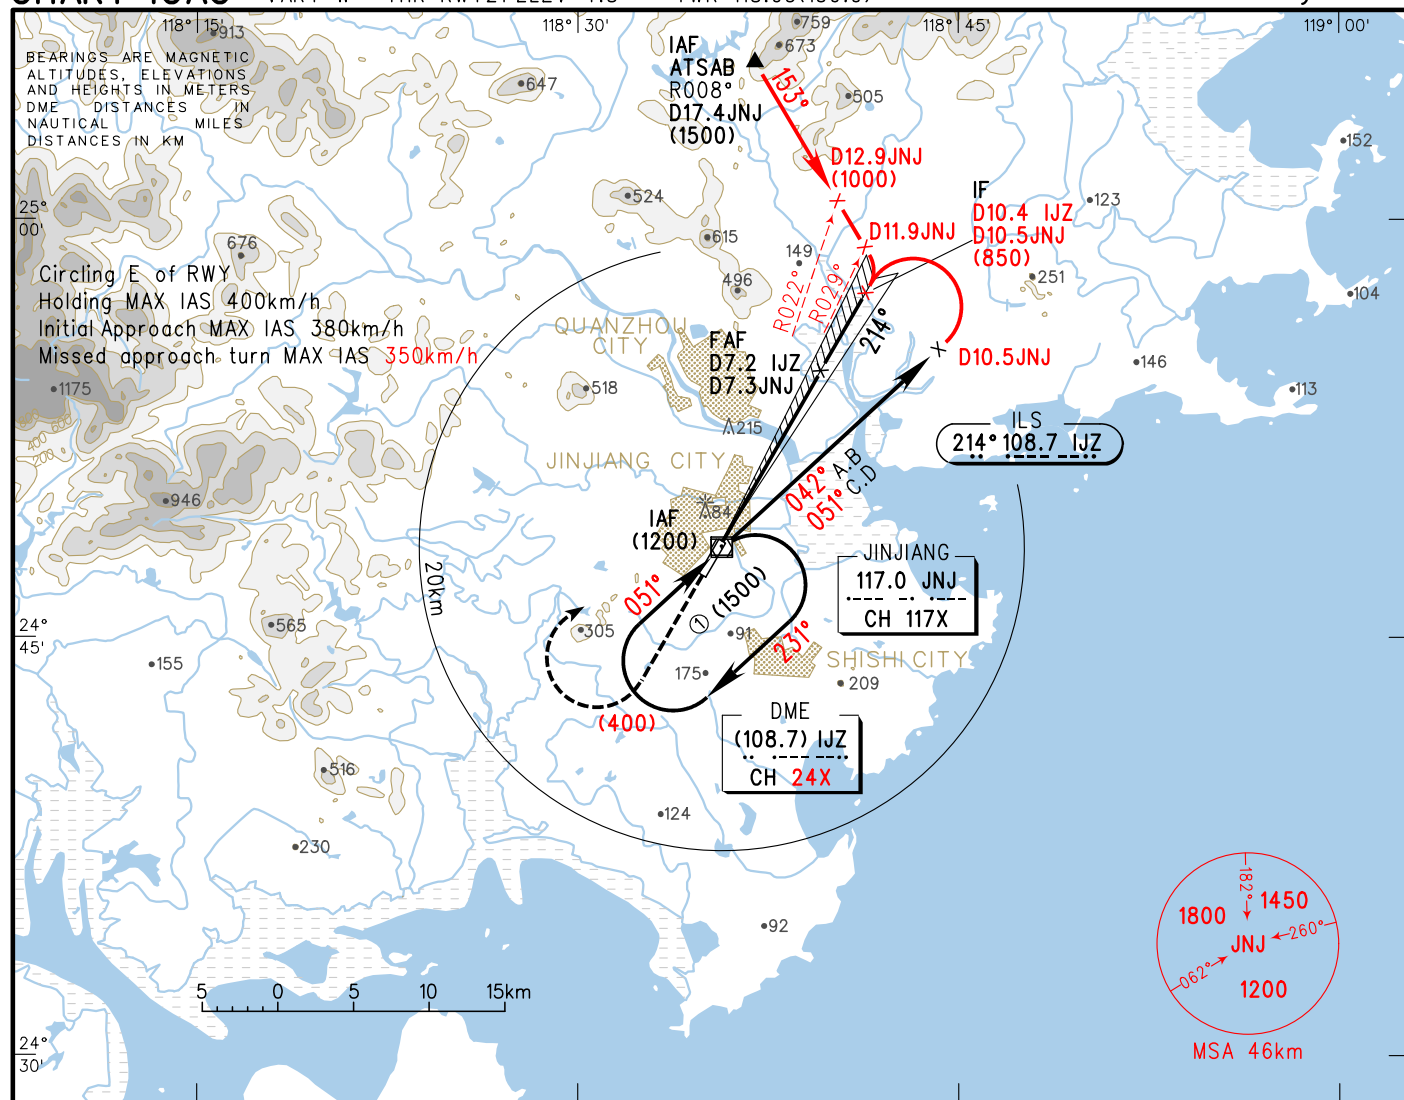 118°15'
118°30'
118°45'
119°00'
BEARINGS ARE MAGNETIC
ALTITUDES, ELEVATIONS
AND HEIGHTS IN METERS
DME DISTANCES IN
NAUTICAL MILES
DISTANCES IN KM
913
647
759
673
505
IAF
ATSAB
R008°
D17.4JNJ
(1500)
153°
D12.9JNJ
(1000)
152
123
524
615
149
496
676
25°
00'
D11.9JNJ
IF
D10.4 IJZ
D10.5JNJ
(850)
251
104
Circling E of RWY
Holding MAX IAS 400km/h
Initial Approach MAX IAS 380km/h
Missed approach turn MAX IAS 350km/h
R022°
R029°
214°
QUANZHOU
CITY
FAF
D7.2 IJZ
D7.3JNJ
D10.5JNJ
146
113
1175
518
215
400
600
200
ILS
214° 108.7 IJZ
JINJIANG CITY
042° A.B
051° C.D
946
84
IAF
(1200)
20km
051°
① (1500)
JINJIANG
117.0 JNJ
CH 117X
24°
45'
565
155
305
91
231°
175
SHISHI CITY
209
(400)
DME
(108.7) IJZ
CH 24X
516
124
230
92
5 0 5 10 15km
24°
30'
182°
1800
1450
JNJ
260°
062°
1200
MSA 46km